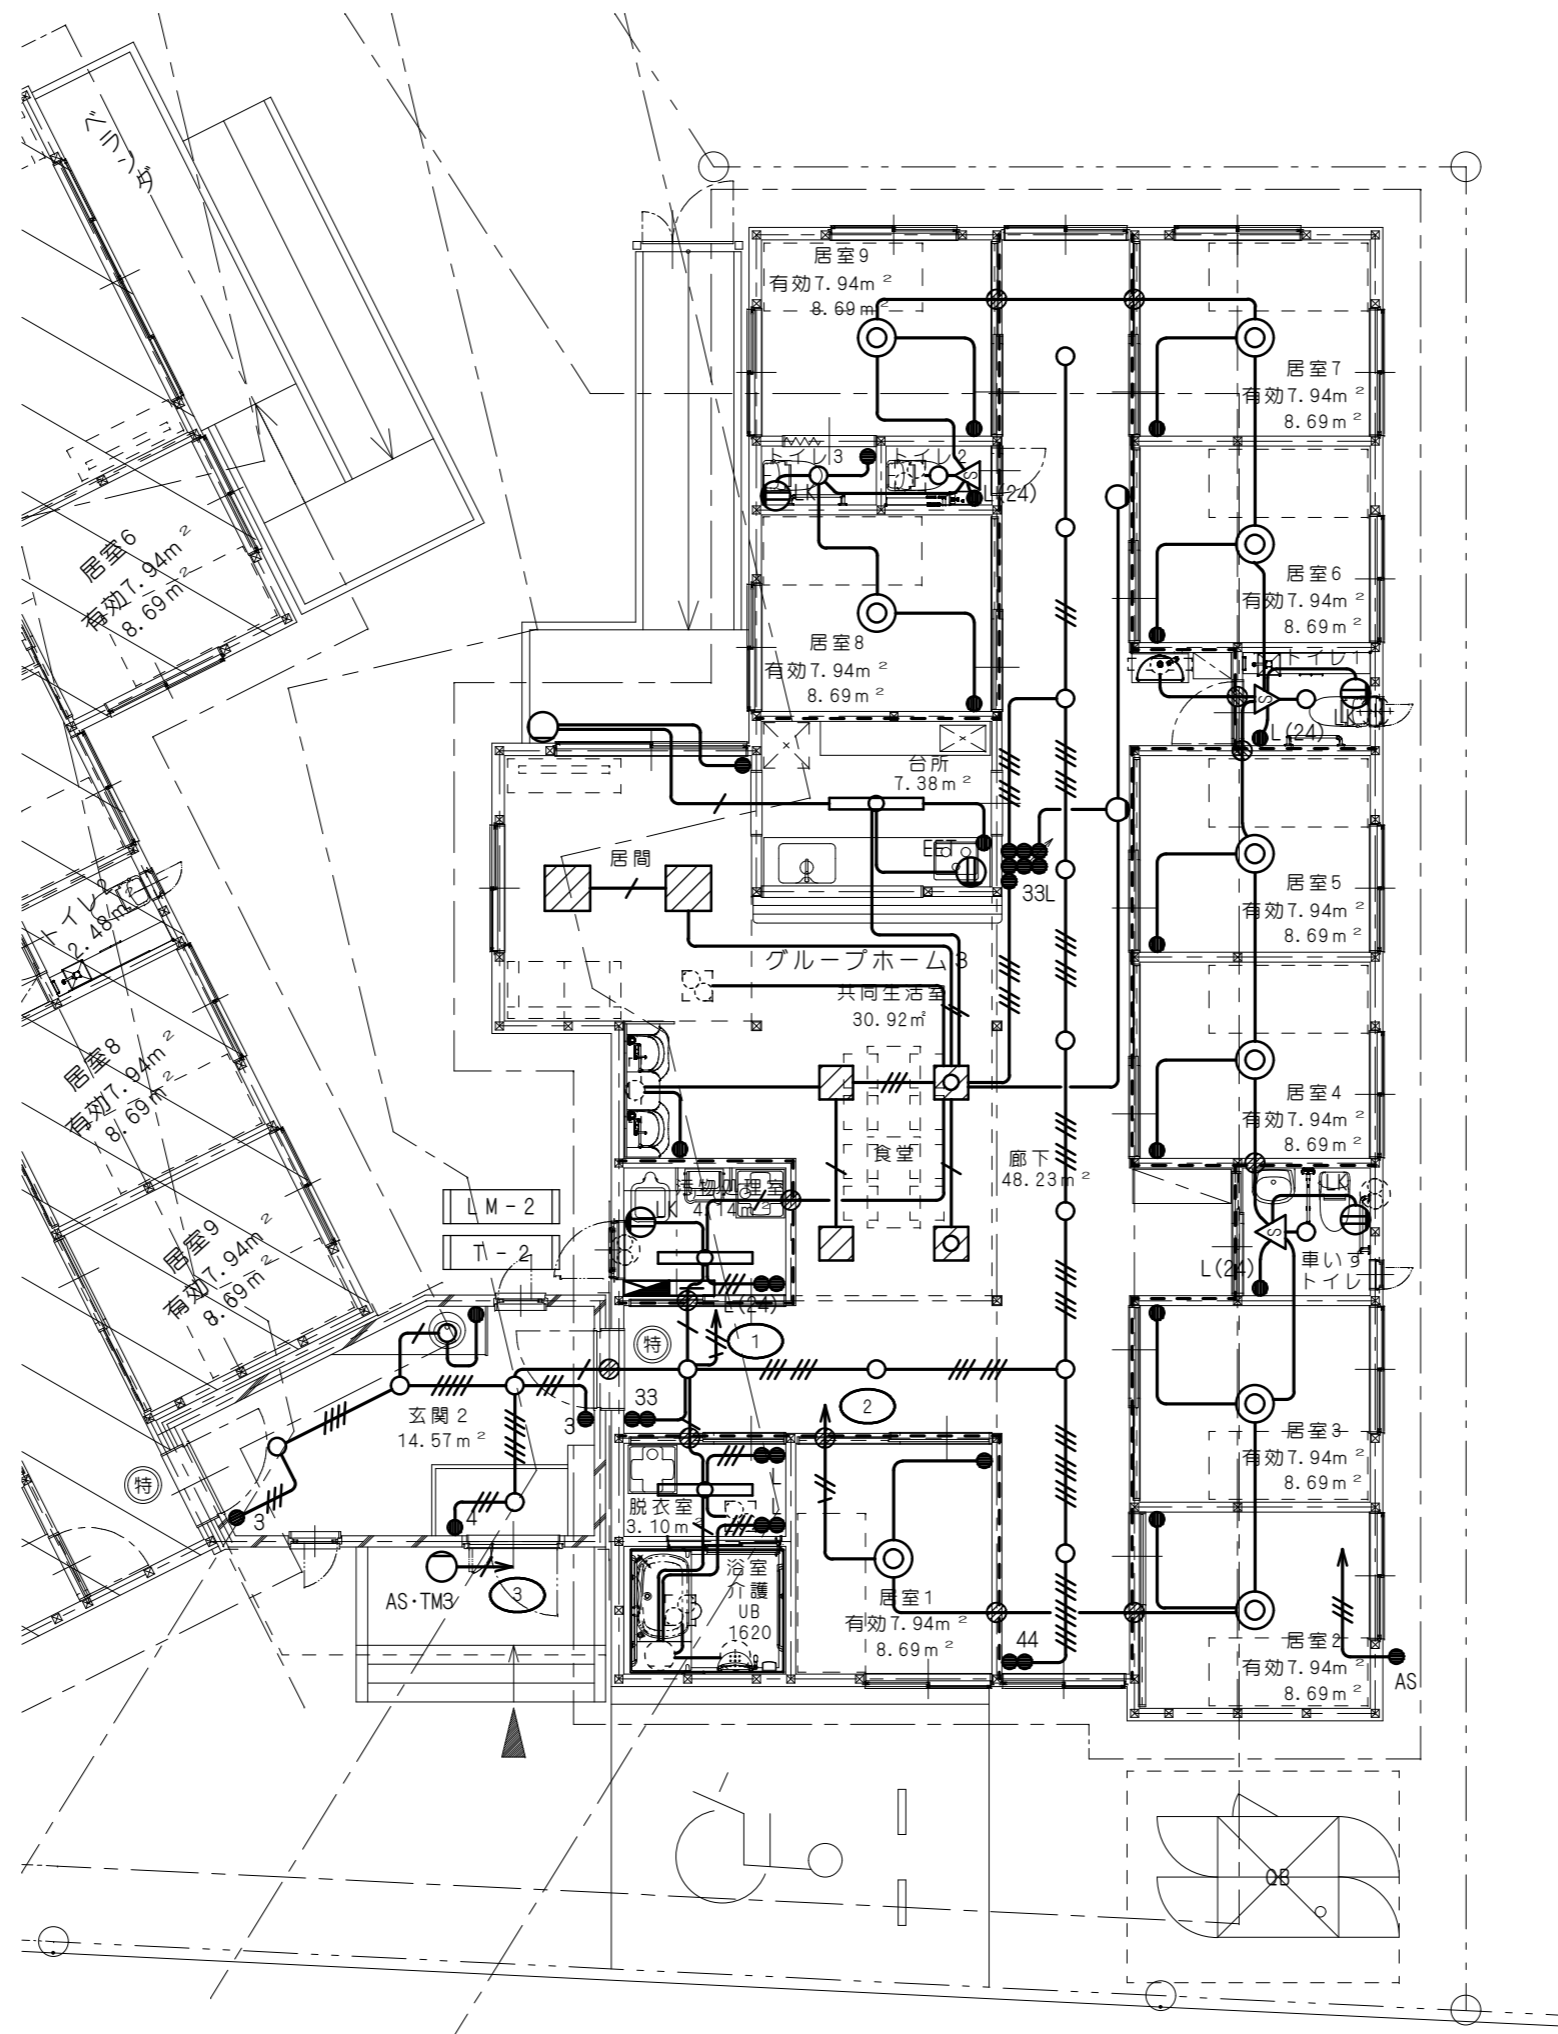 ベランダ
居室6
有効7.94m²
8.69m²
トイレ2
2.48m²
居室8
有効7.94m²
8.69m²
居室9
有効7.94m²
8.69m²
居室9
有効7.94m²
8.69m²
居室7
有効7.94m²
8.69m²
トイレ3
トイレ2
LK
L(24)
S
居室8
有効7.94m²
8.69m²
居室6
有効7.94m²
8.69m²
トイレ1
LK
S
L(24)
台所
7.38m²
EET
33L
居間
居室5
有効7.94m²
8.69m²
グループホーム3
共同生活室
30.92㎡
居室4
有効7.94m²
8.69m²
食堂
廊下
48.23m²
汚物処理室
4.14m²
LK
L(24)
LK
S
車いす
トイレ
L(24)
LM-2
T1-2
特
1
2
33
3
玄関2
14.57m²
特
3
4
AS・TM3
3
脱衣室
3.10m²
L
L
浴室
介護
UB
1620
居室1
有効7.94m²
8.69m²
44
居室3
有効7.94m²
8.69m²
居室2
有効7.94m²
8.69m²
AS
QB